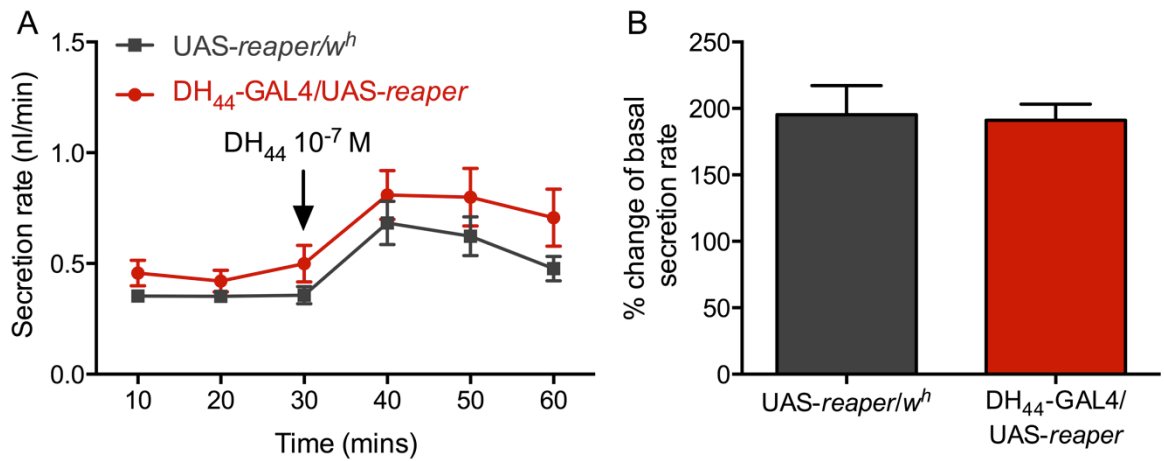 A
UAS-reaper/wʰ
DH₄₄-GAL4/UAS-reaper
DH₄₄ 10⁻⁷ M
Secretion rate (nl/min)
1.5
1.0
0.5
0.0
10 20 30 40 50 60
Time (mins)
B
% change of basal
secretion rate
250
200
150
100
50
0
UAS-reaper/wʰ
DH₄₄-GAL4/
UAS-reaper